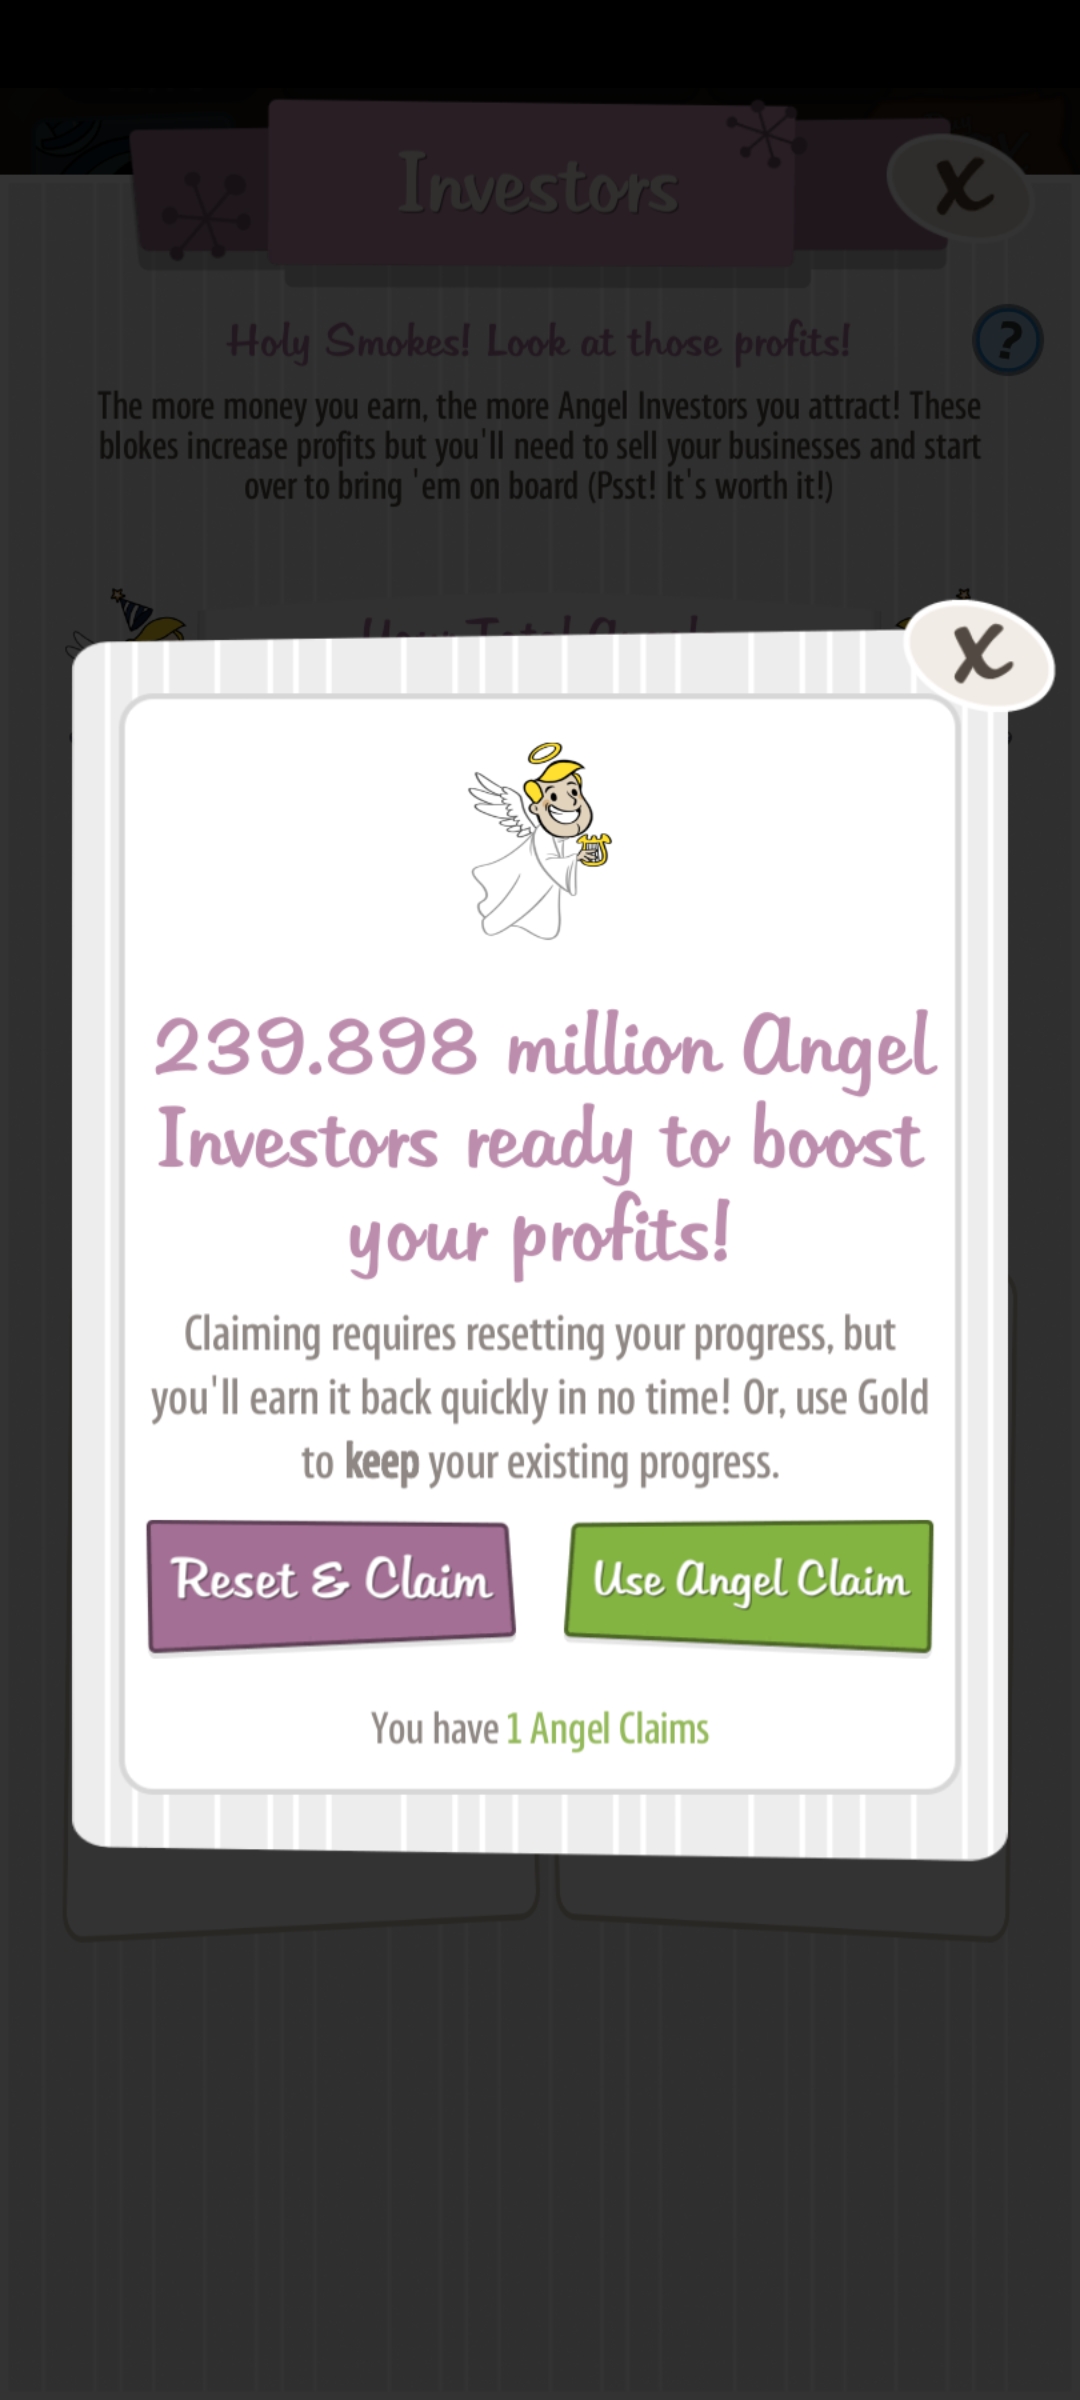 Investors
X
Holy Smokes! Look at those profits!
?
The more money you earn, the more Angel Investors you attract! These
blokes increase profits but you'll need to sell your businesses and start
over to bring 'em on board (Psst! It's worth it!)
X
239.898 million Angel
Investors ready to boost
your profits!
Claiming requires resetting your progress, but
you'll earn it back quickly in no time! Or, use Gold
to keep your existing progress.
Reset & Claim
Use Angel Claim
You have 1 Angel Claims